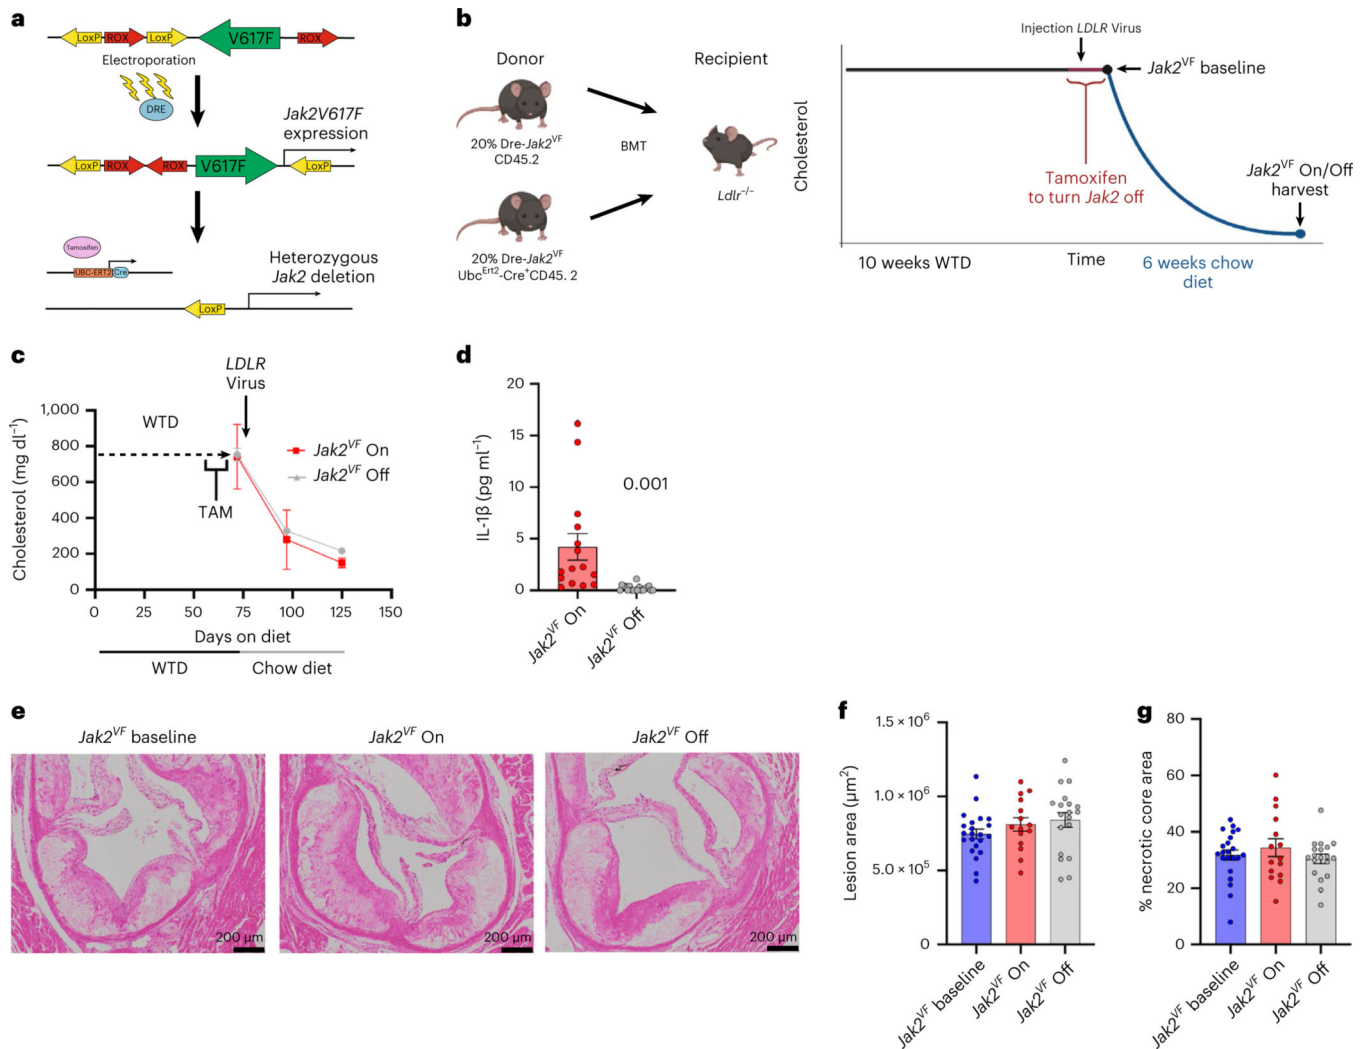 a
LoxP ROX LoxP V617F ROX
Electroporation
DRE
Jak2V617F
expression
LoxP ROX ROX V617F LoxP
Tamoxifen
UBC-ERT2 Cre
Heterozygous
Jak2 deletion
LoxP
b
Donor
Recipient
20% Dre-Jak2VF
CD45.2
BMT
Ldlr–/–
20% Dre-Jak2VF
UbcErt2-Cre+CD45. 2
Injection LDLR Virus
Jak2VF baseline
Cholesterol
Tamoxifen
to turn Jak2 off
Jak2VF On/Off
harvest
10 weeks WTD
Time
6 weeks chow
diet
c
LDLR
Virus
Cholesterol (mg dl–1)
1,000
800
600
400
200
0
WTD
TAM
Jak2VF On
Jak2VF Off
0 25 50 75 100 125 150
Days on diet
WTD Chow diet
d
IL-1β (pg ml–1)
20
15
10
5
0
0.001
Jak2VF On
Jak2VF Off
e
Jak2VF baseline
Jak2VF On
Jak2VF Off
200 μm
200 μm
200 μm
f
Lesion area (μm2)
1.5 × 106
1.0 × 106
5.0 × 105
0
Jak2VF baseline
Jak2VF On
Jak2VF Off
g
% necrotic core area
80
60
40
20
0
Jak2VF baseline
Jak2VF On
Jak2VF Off